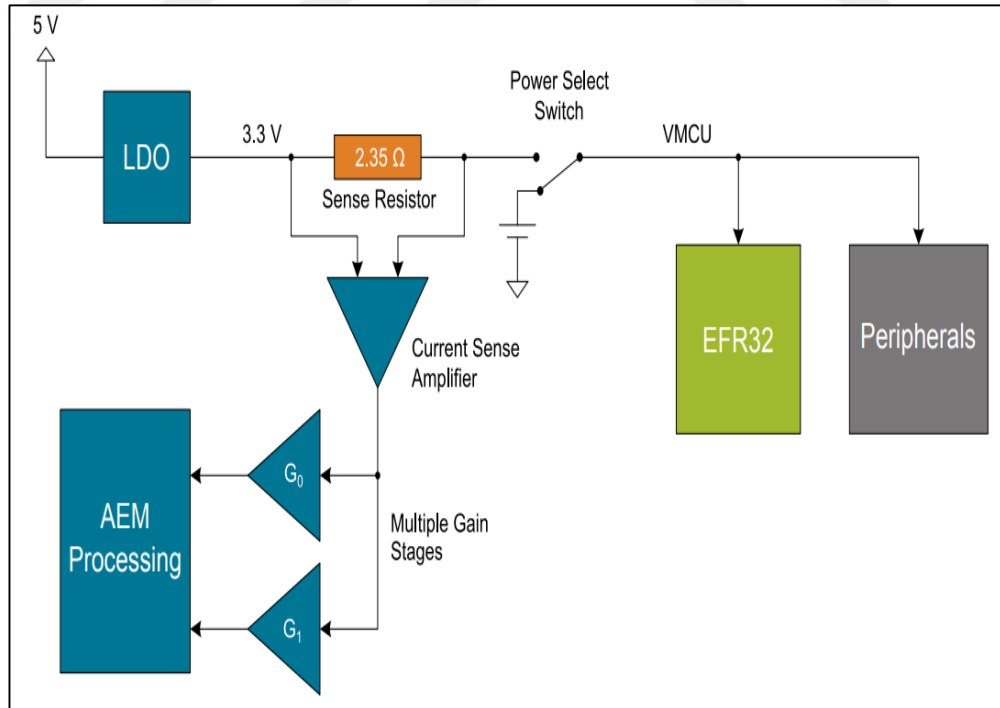 5 V
LDO
3.3 V
2.35 Ω
Sense Resistor
Power Select
Switch
VMCU
EFR32
Peripherals
Current Sense
Amplifier
AEM
Processing
G₀
G₁
Multiple Gain
Stages